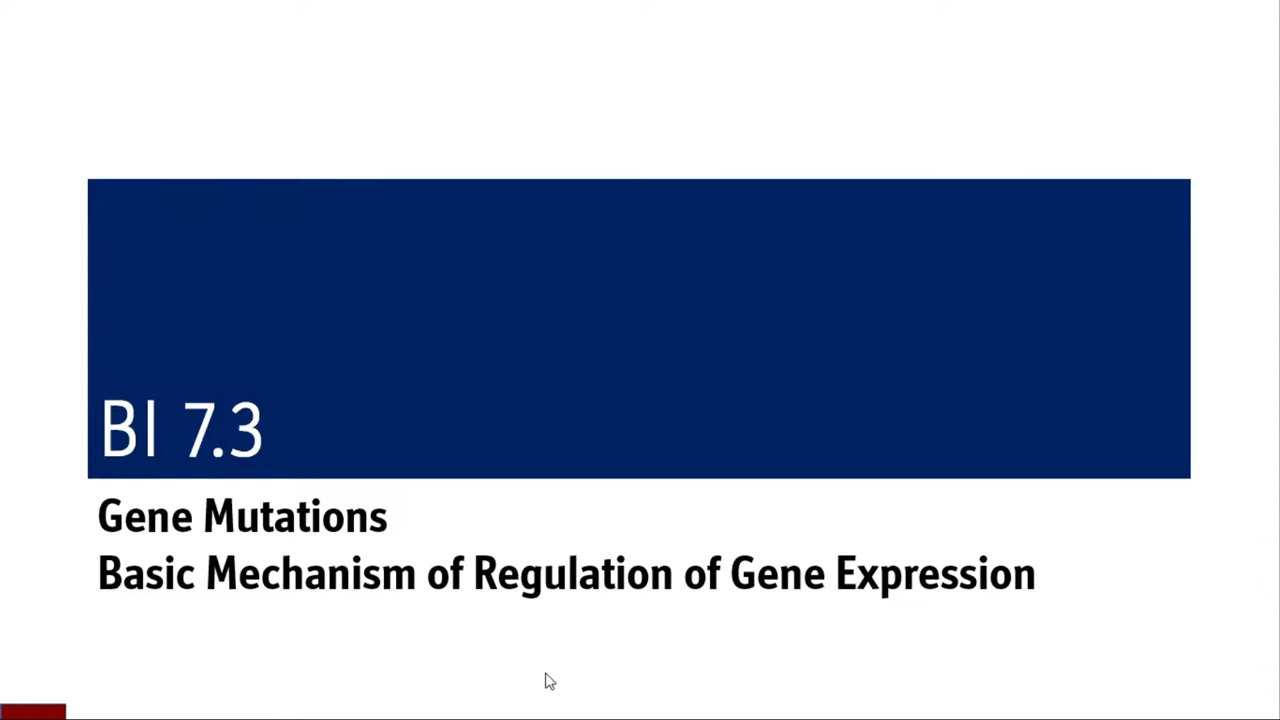 BI 7.3
Gene Mutations
Basic Mechanism of Regulation of Gene Expression